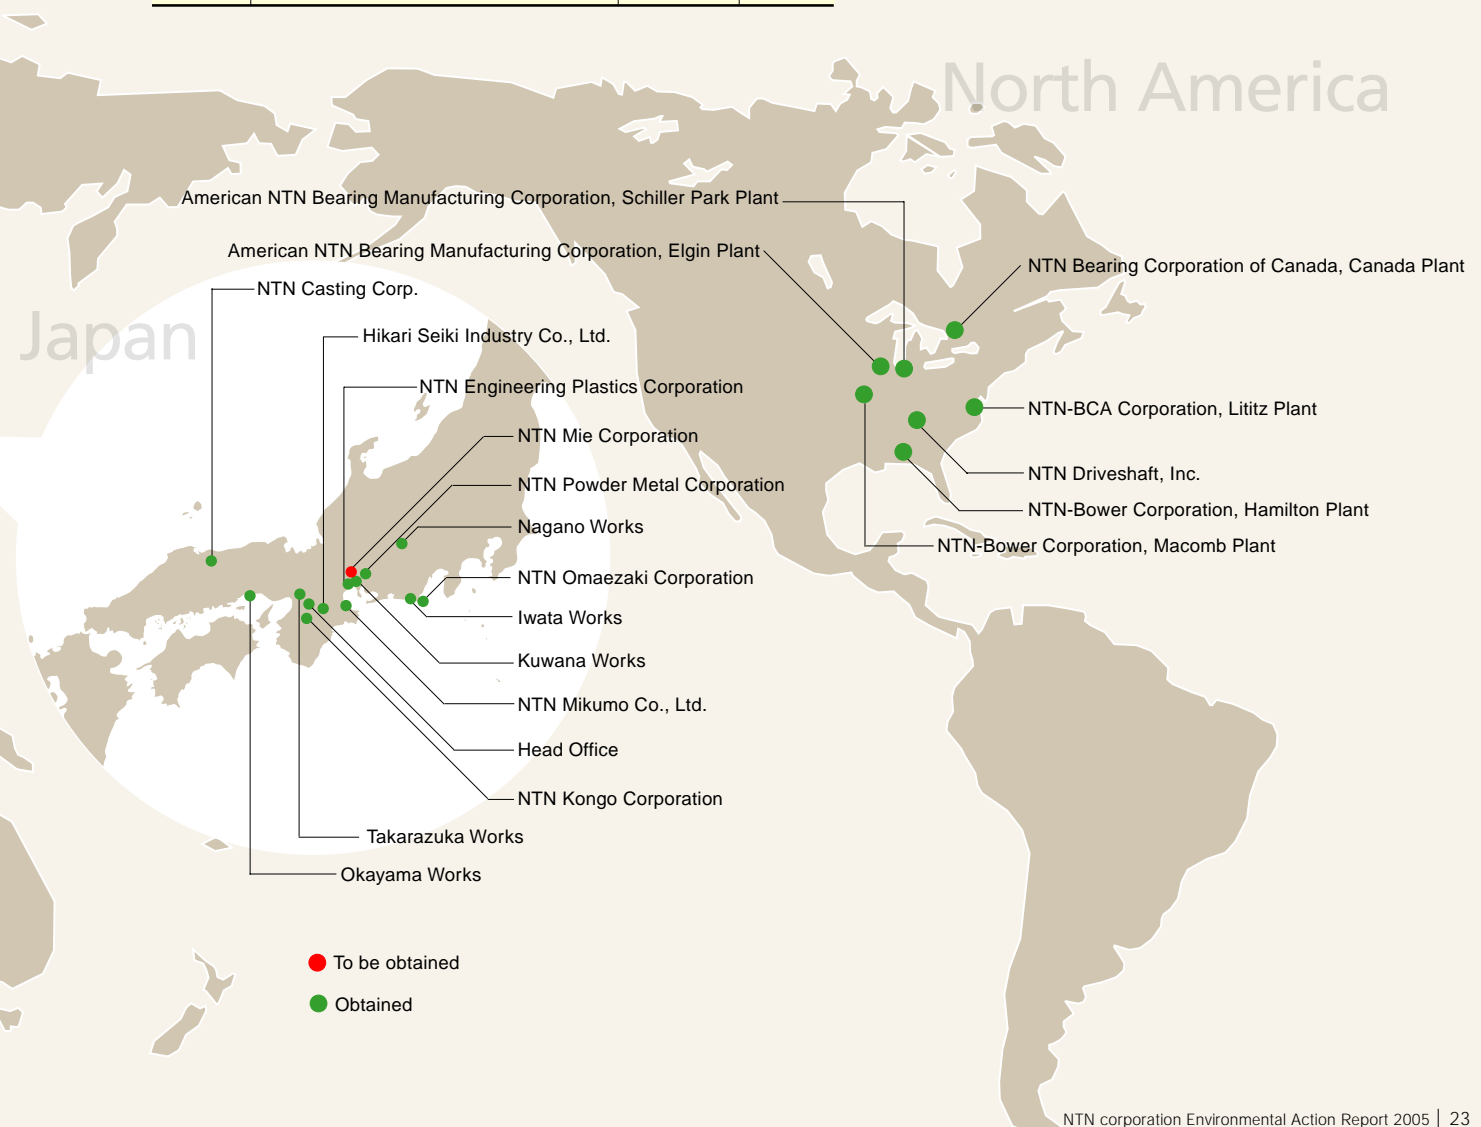 North America
American NTN Bearing Manufacturing Corporation, Schiller Park Plant
American NTN Bearing Manufacturing Corporation, Elgin Plant
NTN Bearing Corporation of Canada, Canada Plant
NTN Casting Corp.
Japan
Hikari Seiki Industry Co., Ltd.
NTN Engineering Plastics Corporation
NTN-BCA Corporation, Lititz Plant
NTN Mie Corporation
NTN Driveshaft, Inc.
NTN Powder Metal Corporation
NTN-Bower Corporation, Hamilton Plant
Nagano Works
NTN-Bower Corporation, Macomb Plant
NTN Omaezaki Corporation
Iwata Works
Kuwana Works
NTN Mikumo Co., Ltd.
Head Office
NTN Kongo Corporation
Takarazuka Works
Okayama Works
To be obtained
Obtained
NTN corporation Environmental Action Report 2005 | 23